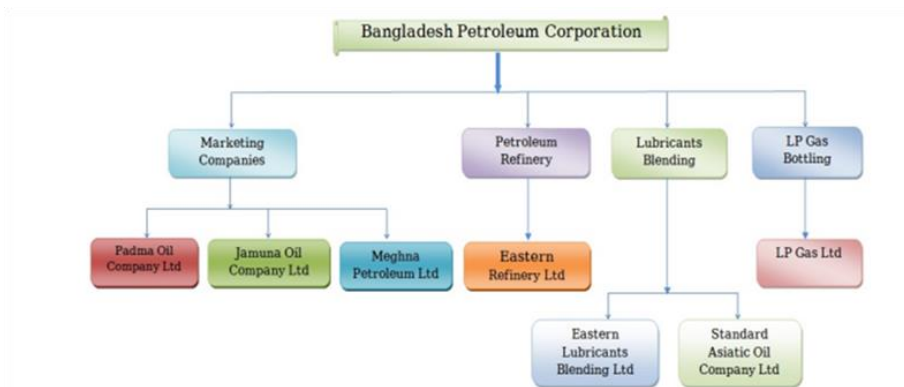 Bangladesh Petroleum Corporation
Marketing
Companies
Petroleum
Refinery
Lubricants
Blending
LP Gas
Bottling
Padma Oil
Company Ltd
Jamuna Oil
Company Ltd
Meghna
Petroleum Ltd
Eastern
Refinery Ltd
LP Gas Ltd
Eastern
Lubricants
Blending Ltd
Standard
Asiatic Oil
Company Ltd